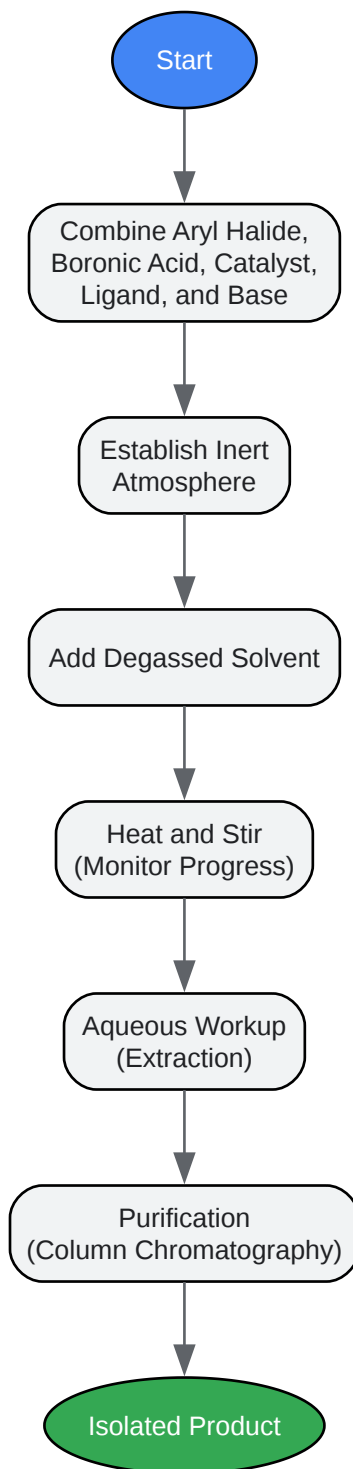 Start
Combine Aryl Halide,
Boronic Acid, Catalyst,
Ligand, and Base
Establish Inert
Atmosphere
Add Degassed Solvent
Heat and Stir
(Monitor Progress)
Aqueous Workup
(Extraction)
Purification
(Column Chromatography)
Isolated Product